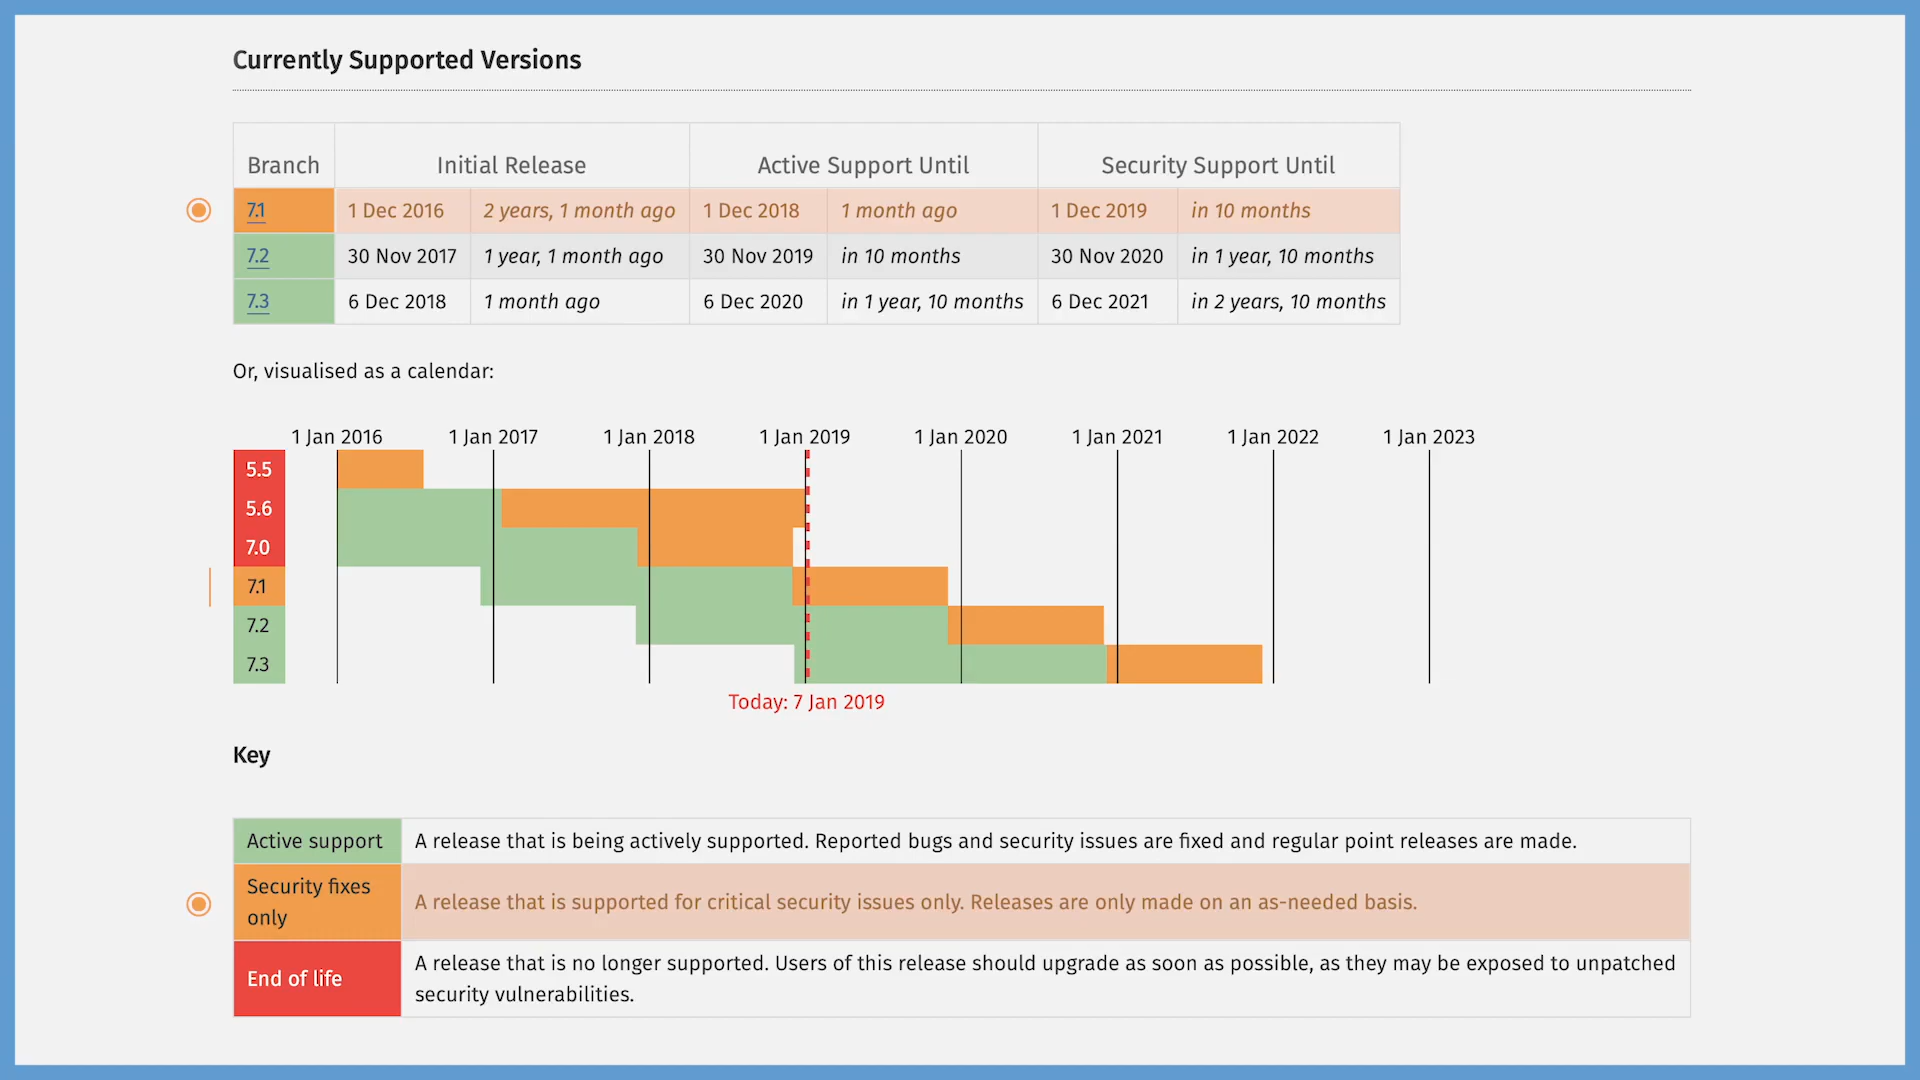 Currently Supported Versions
Branch Initial Release Active Support Until Security Support Until
7.1 1 Dec 2016 2 years, 1 month ago 1 Dec 2018 1 month ago 1 Dec 2019 in 10 months
7.2 30 Nov 2017 1 year, 1 month ago 30 Nov 2019 in 10 months 30 Nov 2020 in 1 year, 10 months
7.3 6 Dec 2018 1 month ago 6 Dec 2020 in 1 year, 10 months 6 Dec 2021 in 2 years, 10 months
Or, visualised as a calendar:
1 Jan 2016 1 Jan 2017 1 Jan 2018 1 Jan 2019 1 Jan 2020 1 Jan 2021 1 Jan 2022 1 Jan 2023
5.5
5.6
7.0
7.1
7.2
7.3
Today: 7 Jan 2019
Key
Active support A release that is being actively supported. Reported bugs and security issues are fixed and regular point releases are made.
Security fixes
only
A release that is supported for critical security issues only. Releases are only made on an as-needed basis.
End of life
A release that is no longer supported. Users of this release should upgrade as soon as possible, as they may be exposed to unpatched
security vulnerabilities.